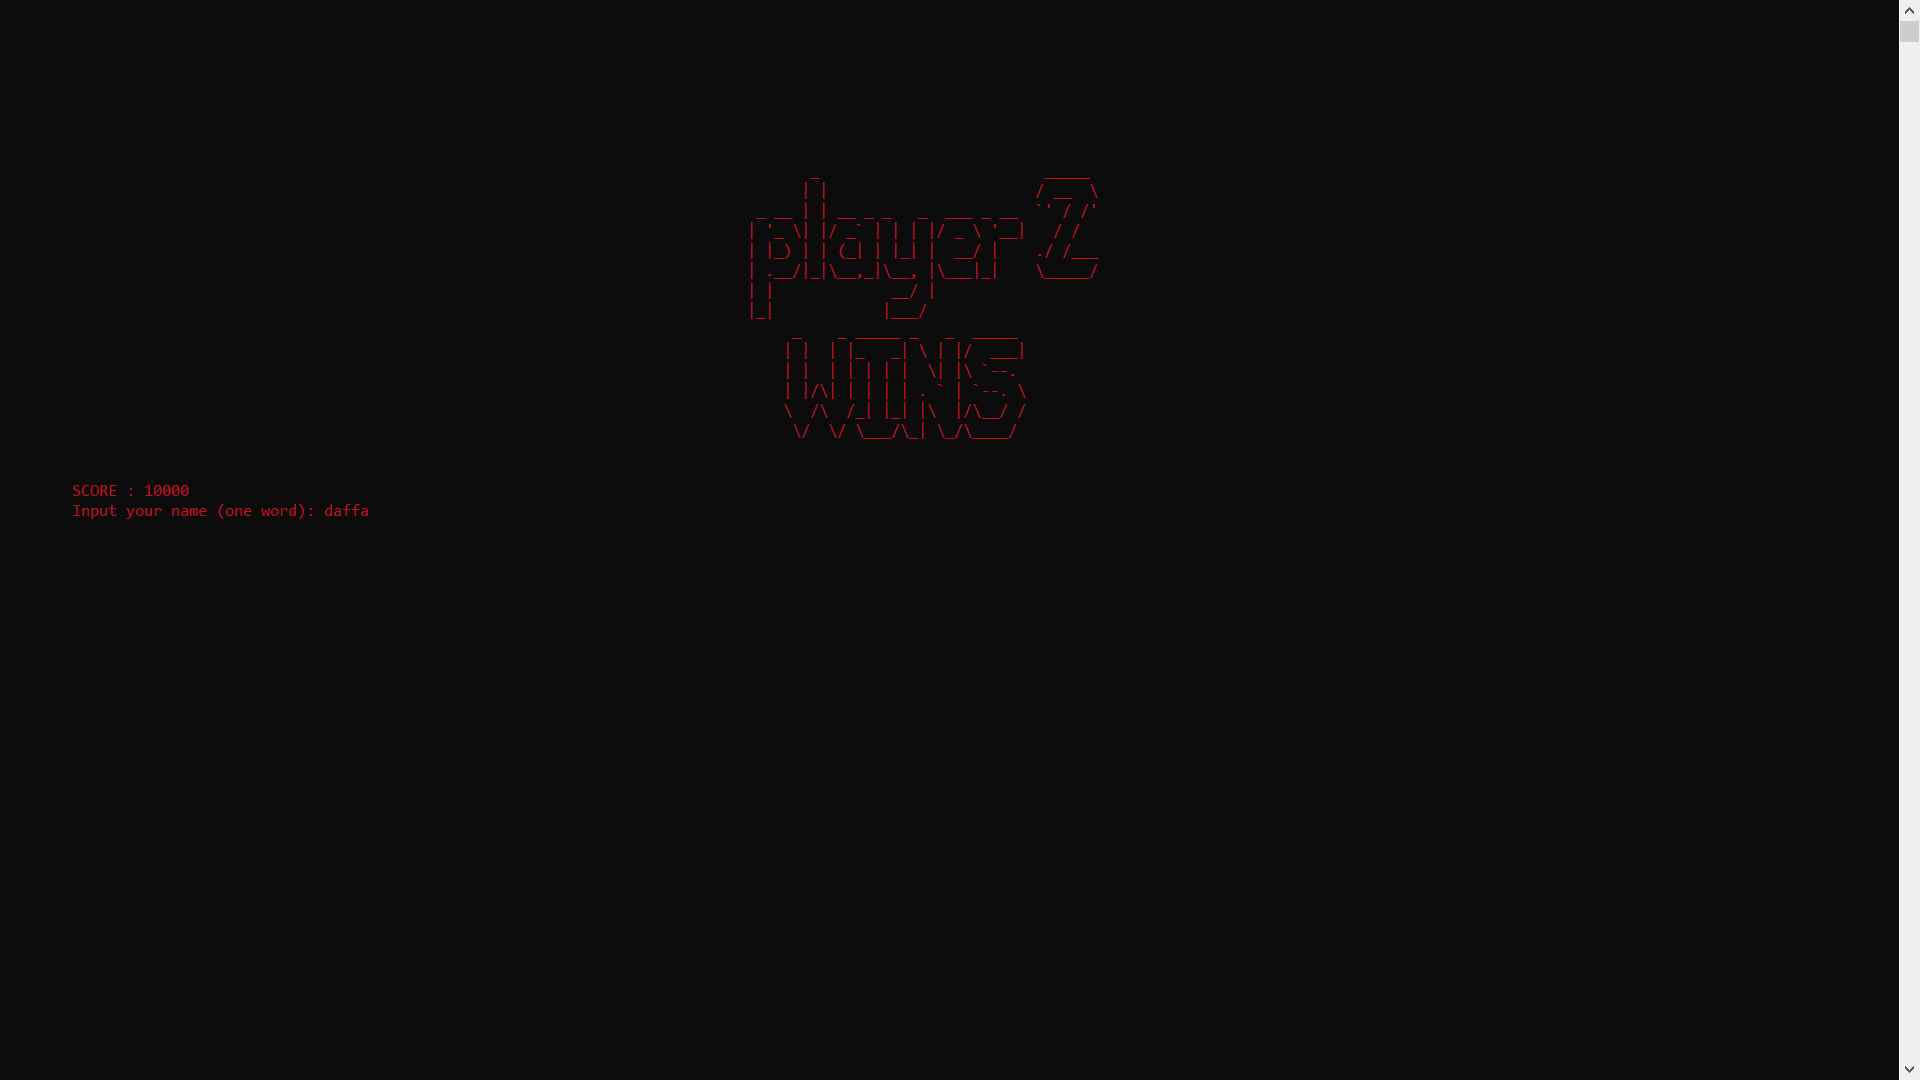 player 2
WINS
SCORE : 10000
Input your name (one word): daffa